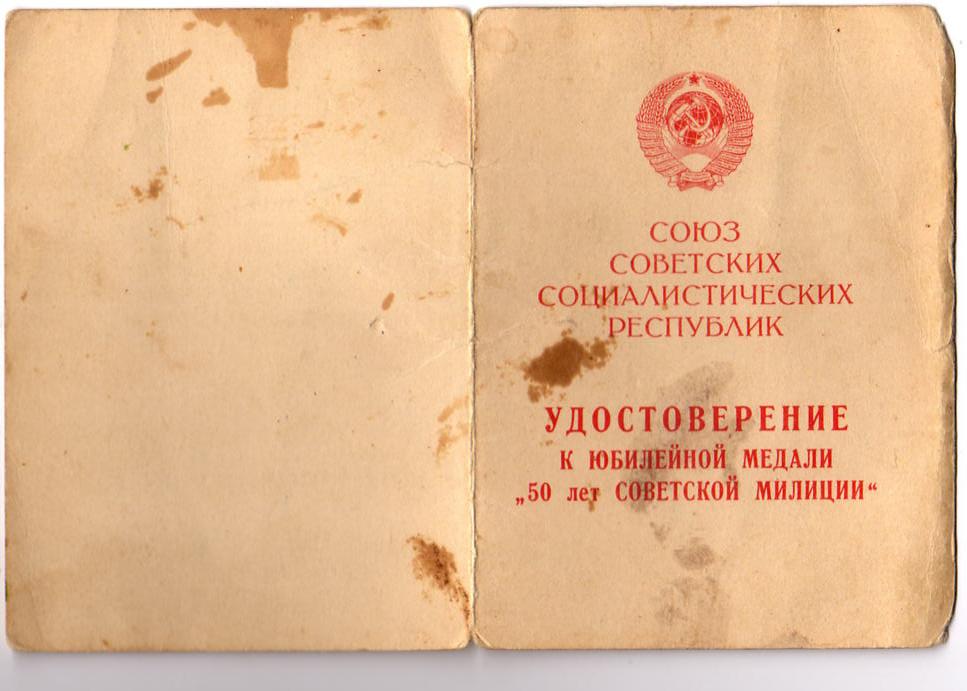 СОЮЗ
СОВЕТСКИХ
СОЦИАЛИСТИЧЕСКИХ
РЕСПУБЛИК
УДОСТОВЕРЕНИЕ
К ЮБИЛЕЙНОЙ МЕДАЛИ
„50 лет СОВЕТСКОЙ МИЛИЦИИ“